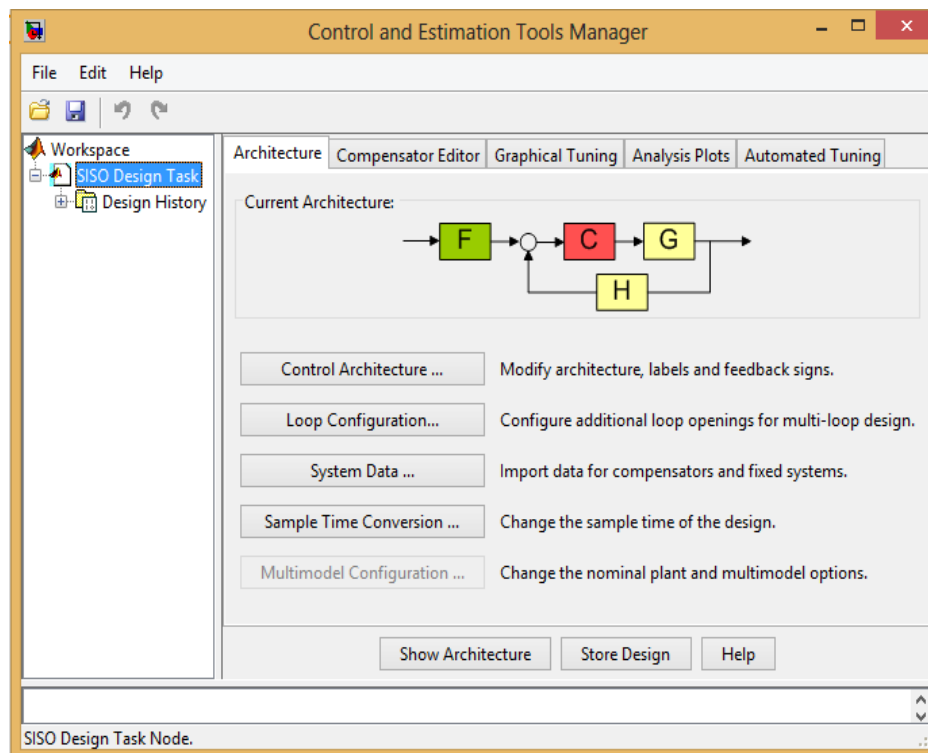 Control and Estimation Tools Manager
File Edit Help
Workspace
SISO Design Task
Design History
Architecture Compensator Editor Graphical Tuning Analysis Plots Automated Tuning
Current Architecture:
F C G
H
Control Architecture ... Modify architecture, labels and feedback signs.
Loop Configuration... Configure additional loop openings for multi-loop design.
System Data ... Import data for compensators and fixed systems.
Sample Time Conversion ... Change the sample time of the design.
Multimodel Configuration ... Change the nominal plant and multimodel options.
Show Architecture Store Design Help
SISO Design Task Node.